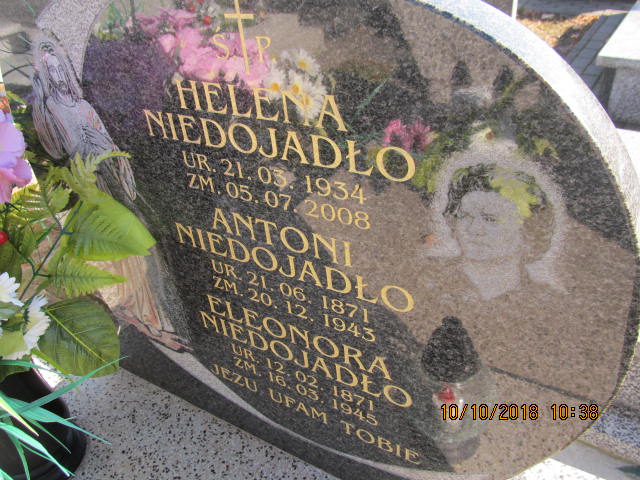 Ś. P.
HELENA
NIEDOJADŁO
UR. 21. 03. 1934
ZM. 05. 07. 2008
ANTONI
NIEDOJADŁO
UR. 21. 06. 1871
ZM. 20. 12. 1943
ELEONORA
NIEDOJADŁO
UR. 12. 02. 1871
ZM. 16. 03. 1945
JEZU UFAM TOBIE
10/10/2018 10:38